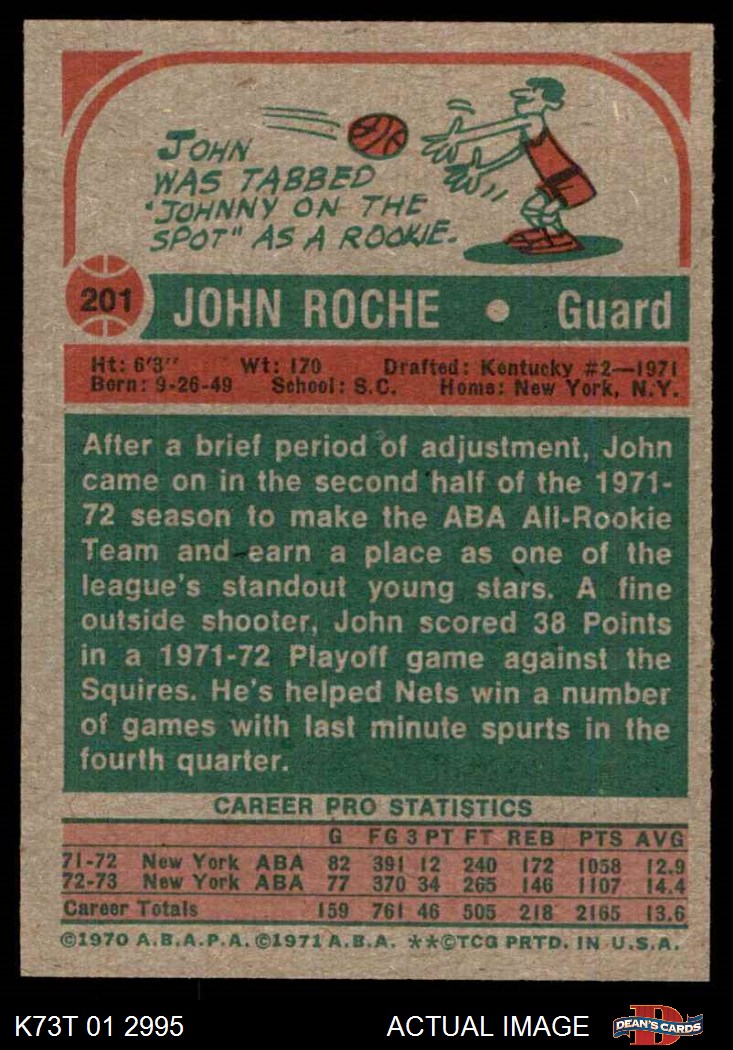 JOHN
WAS TABBED
"JOHNNY ON THE
SPOT" AS A ROOKIE.
201 JOHN ROCHE • Guard
Ht: 6'3" Wt: 170 Drafted: Kentucky #2—1971
Born: 9-26-49 School: S.C. Home: New York, N.Y.
After a brief period of adjustment, John
came on in the second half of the 1971-
72 season to make the ABA All-Rookie
Team and earn a place as one of the
league's standout young stars. A fine
outside shooter, John scored 38 Points
in a 1971-72 Playoff game against the
Squires. He's helped Nets win a number
of games with last minute spurts in the
fourth quarter.
CAREER PRO STATISTICS
G FG 3 PT FT REB PTS AVG
71-72 New York ABA 82 391 12 240 172 1058 12.9
72-73 New York ABA 77 370 34 265 146 1107 14.4
Career Totals 159 761 46 505 218 2165 13.6
©1970 A.B.A.P.A. ©1971 A.B.A. **©TCG PRTD. IN U.S.A.
K73T 01 2995 ACTUAL IMAGE DEAN'S CARDS